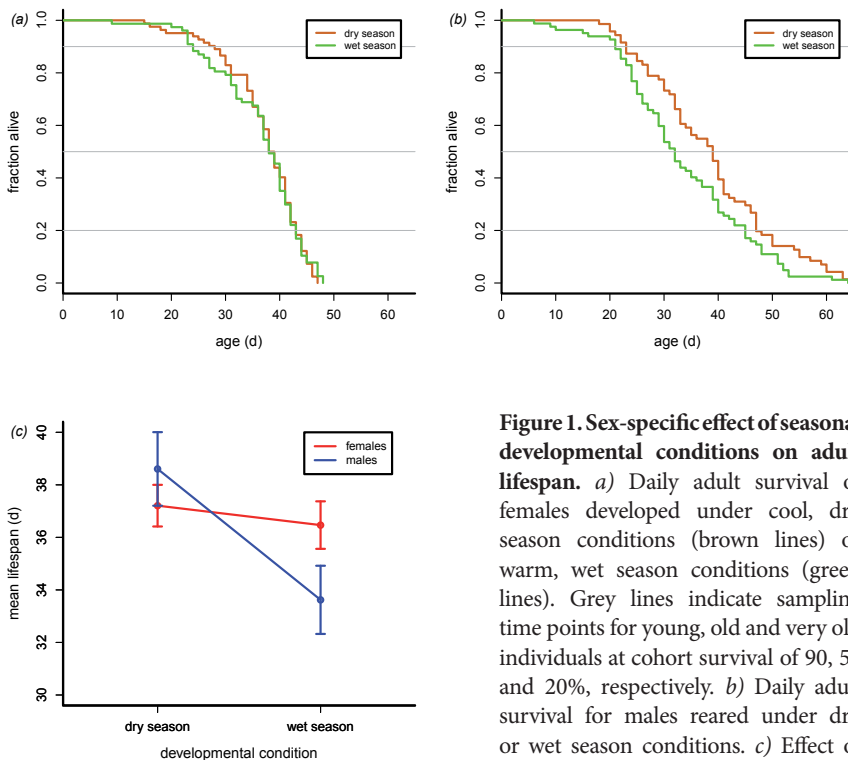 (a)
dry season
wet season
fraction alive
1.0
0.8
0.6
0.4
0.2
0.0
0 10 20 30 40 50 60
age (d)
(b)
dry season
wet season
fraction alive
1.0
0.8
0.6
0.4
0.2
0.0
0 10 20 30 40 50 60
age (d)
(c)
females
males
mean lifespan (d)
40
38
36
34
32
30
dry season wet season
developmental condition
Figure 1. Sex-specific effect of seasona
developmental conditions on adul
lifespan. a) Daily adult survival o
females developed under cool, dr
season conditions (brown lines) o
warm, wet season conditions (gree
lines). Grey lines indicate samplin
time points for young, old and very ol
individuals at cohort survival of 90, 5
and 20%, respectively. b) Daily adu
survival for males reared under dr
or wet season conditions. c) Effect o